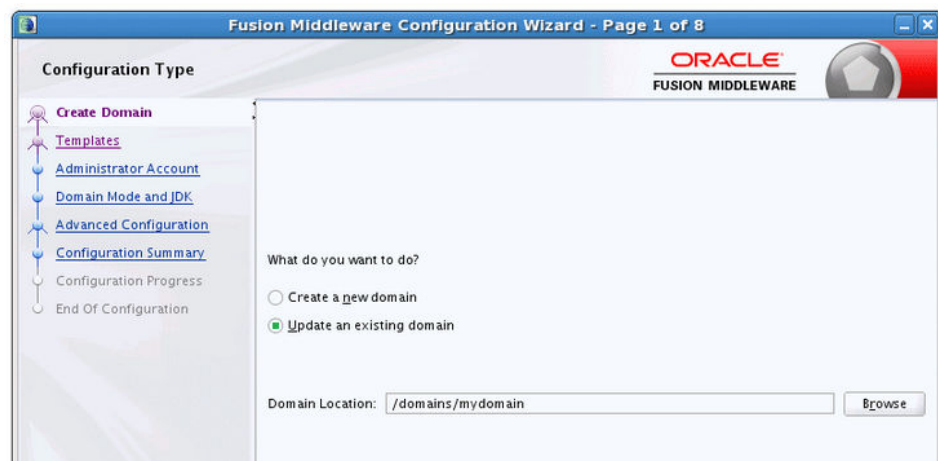 Fusion Middleware Configuration Wizard - Page 1 of 8
Configuration Type
ORACLE
FUSION MIDDLEWARE
Create Domain
Templates
Administrator Account
Domain Mode and JDK
Advanced Configuration
Configuration Summary
Configuration Progress
End Of Configuration
What do you want to do?
Create a new domain
Update an existing domain
Domain Location: /domains/mydomain Browse